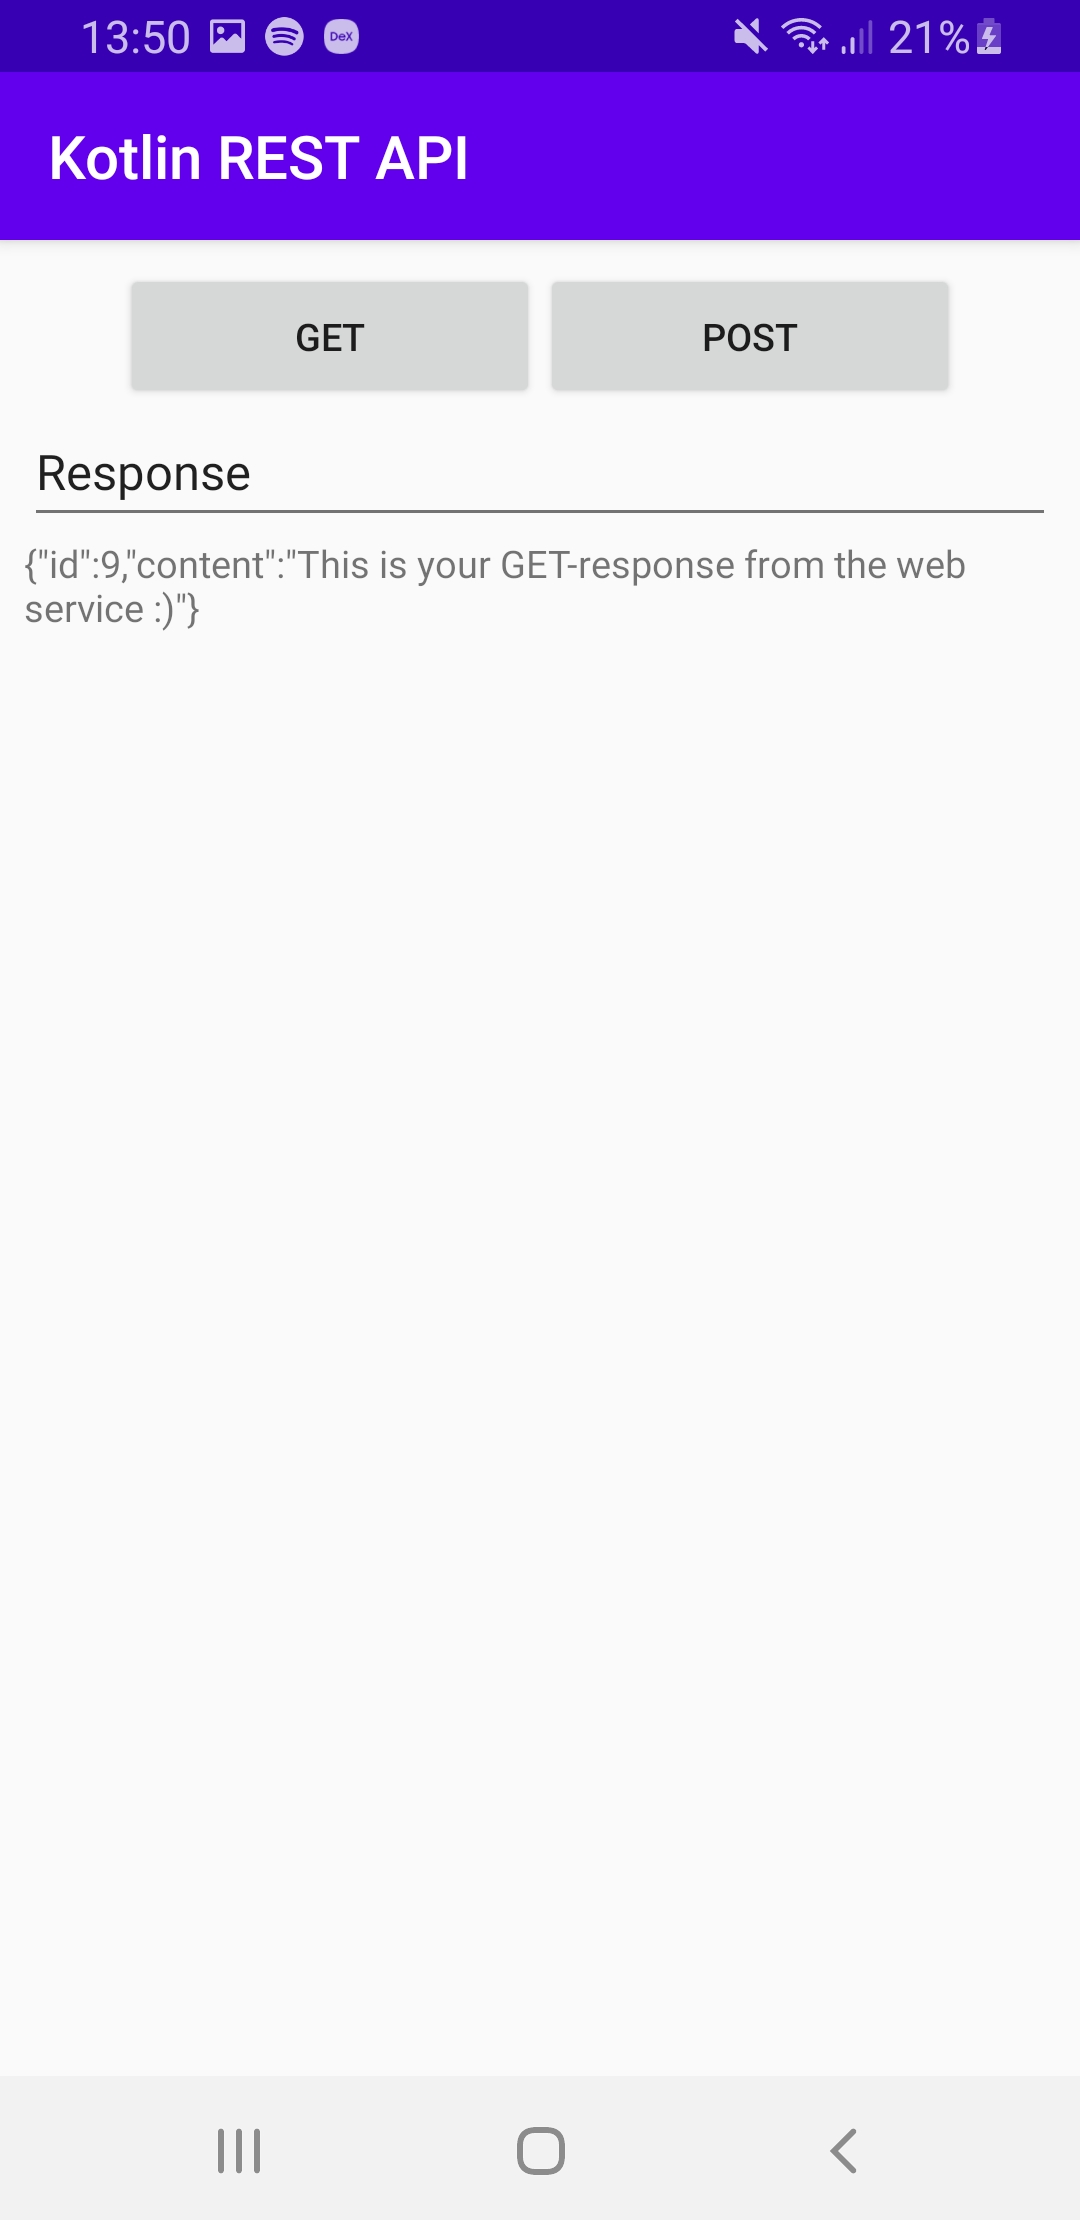 13:50 DeX 21%
Kotlin REST API
GET POST
Response
{"id":9,"content":"This is your GET-response from the web
service :)"}